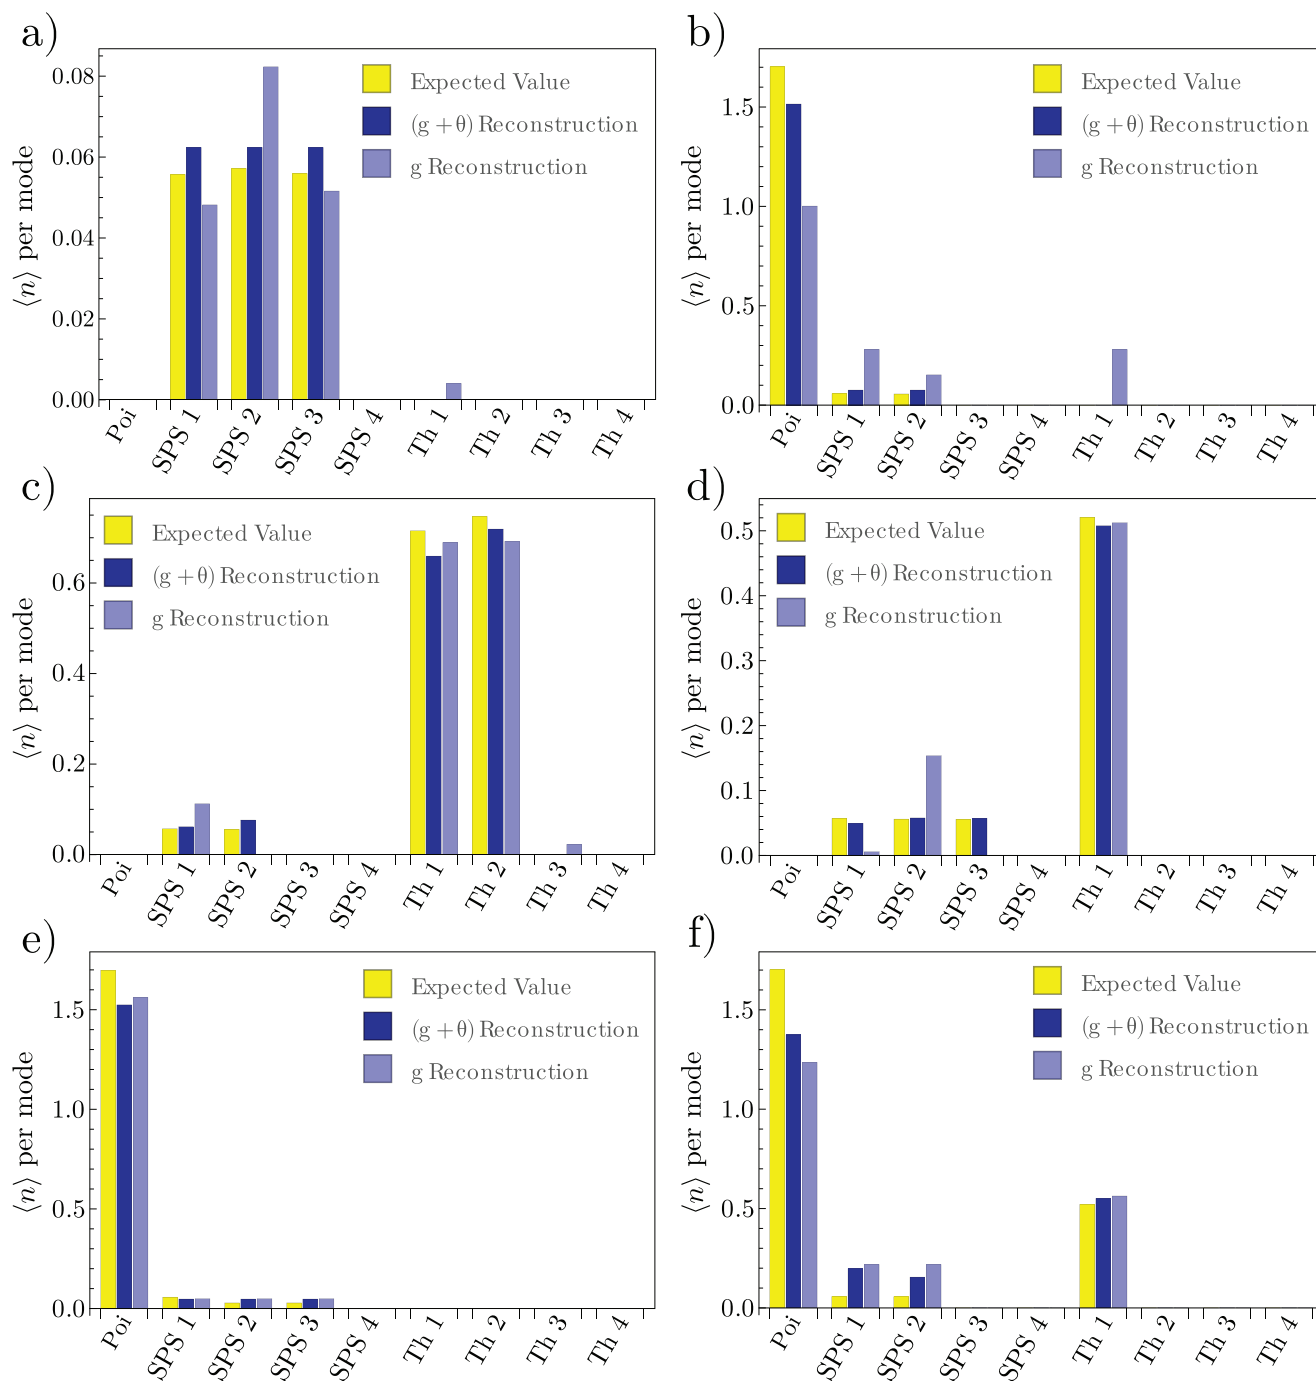 a)
⟨n⟩ per mode
0.08
0.06
0.04
0.02
0.00
Expected Value
(g + θ) Reconstruction
g Reconstruction
Poi SPS 1 SPS 2 SPS 3 SPS 4 Th 1 Th 2 Th 3 Th 4
b)
⟨n⟩ per mode
1.5
1.0
0.5
0.0
Expected Value
(g + θ) Reconstruction
g Reconstruction
Poi SPS 1 SPS 2 SPS 3 SPS 4 Th 1 Th 2 Th 3 Th 4
c)
⟨n⟩ per mode
0.6
0.4
0.2
0.0
Expected Value
(g + θ) Reconstruction
g Reconstruction
Poi SPS 1 SPS 2 SPS 3 SPS 4 Th 1 Th 2 Th 3 Th 4
d)
⟨n⟩ per mode
0.5
0.4
0.3
0.2
0.1
0.0
Expected Value
(g + θ) Reconstruction
g Reconstruction
Poi SPS 1 SPS 2 SPS 3 SPS 4 Th 1 Th 2 Th 3 Th 4
e)
⟨n⟩ per mode
1.5
1.0
0.5
0.0
Expected Value
(g + θ) Reconstruction
g Reconstruction
Poi SPS 1 SPS 2 SPS 3 SPS 4 Th 1 Th 2 Th 3 Th 4
f)
⟨n⟩ per mode
1.5
1.0
0.5
0.0
Expected Value
(g + θ) Reconstruction
g Reconstruction
Poi SPS 1 SPS 2 SPS 3 SPS 4 Th 1 Th 2 Th 3 Th 4